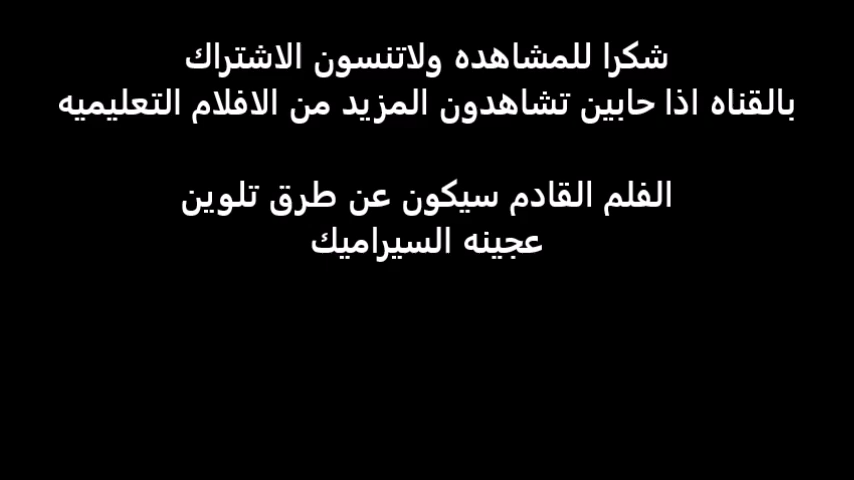 شكرا للمشاهده ولاتنسون الاشتراك
بالقناه اذا حابين تشاهدون المزيد من الافلام التعليميه
الفلم القادم سيكون عن طرق تلوين
عجينه السيراميك